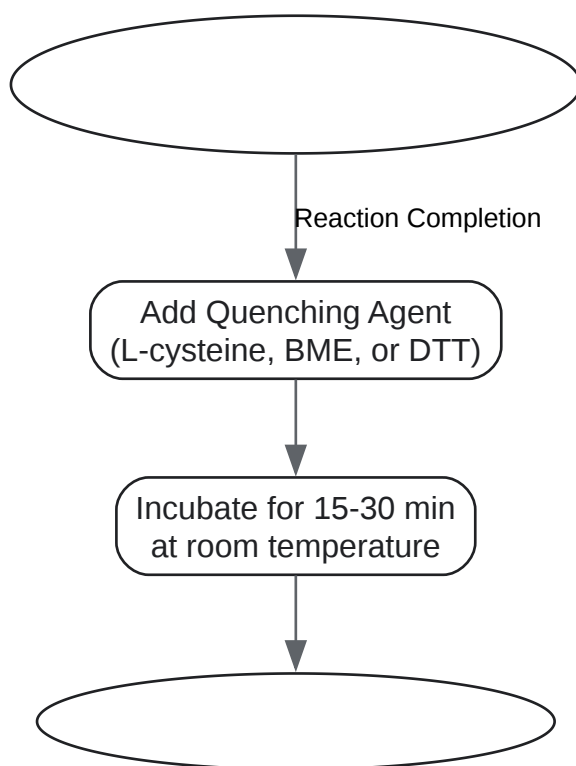 Reaction Completion
Add Quenching Agent
(L-cysteine, BME, or DTT)
Incubate for 15-30 min
at room temperature